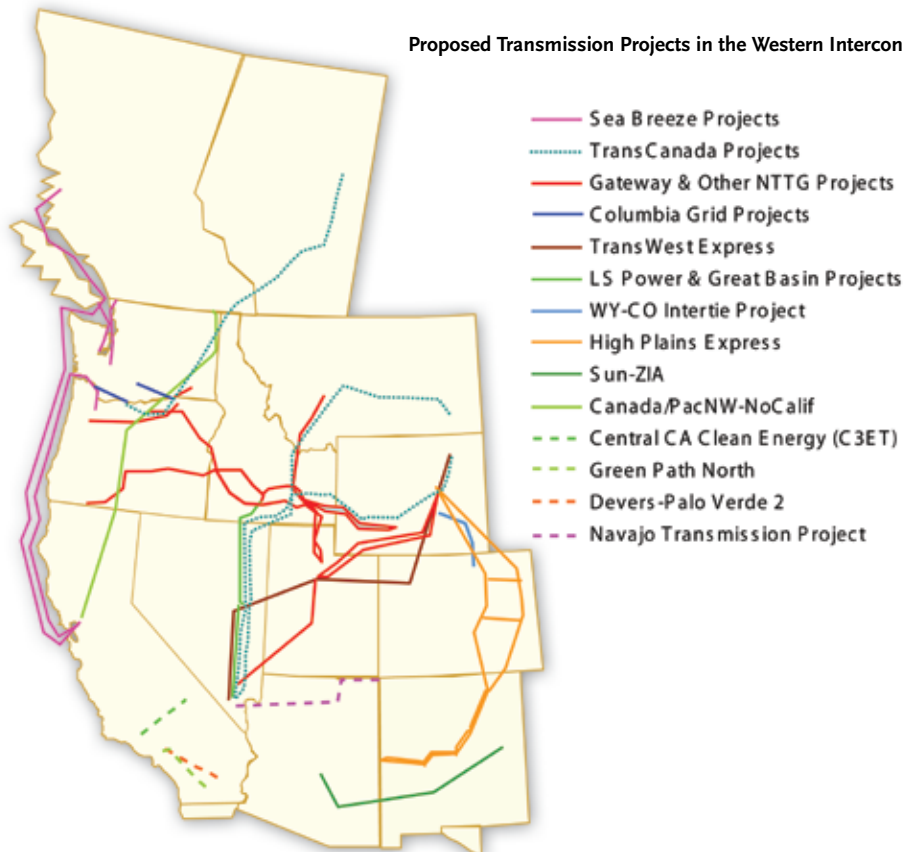 Proposed Transmission Projects in the Western Intercon
Sea Breeze Projects
TransCanada Projects
Gateway & Other NTTG Projects
Columbia Grid Projects
TransWest Express
LS Power & Great Basin Projects
WY-CO Intertie Project
High Plains Express
Sun-ZIA
Canada/PacNW-NoCalif
Central CA Clean Energy (C3ET)
Green Path North
Devers-Palo Verde 2
Navajo Transmission Project